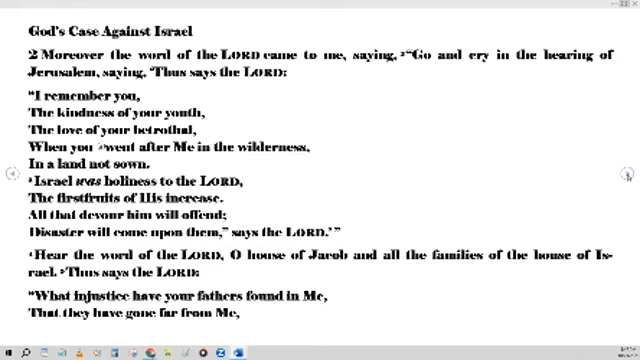 God's Case Against Israel
2 Moreover the word of the LORD came to me, saying, 2 "Go and cry in the hearing of
Jerusalem, saying, 'Thus says the LORD:
"I remember you,
The kindness of your youth,
The love of your betrothal,
When you went after Me in the wilderness,
In a land not sown.
3 Israel was holiness to the LORD,
The firstfruits of His increase.
All that devour him will offend;
Disaster will come upon them," says the LORD.' "
4 Hear the word of the LORD, O house of Jacob and all the families of the house of Is-
rael. 5 Thus says the LORD:
"What injustice have your fathers found in Me,
That they have gone far from Me,